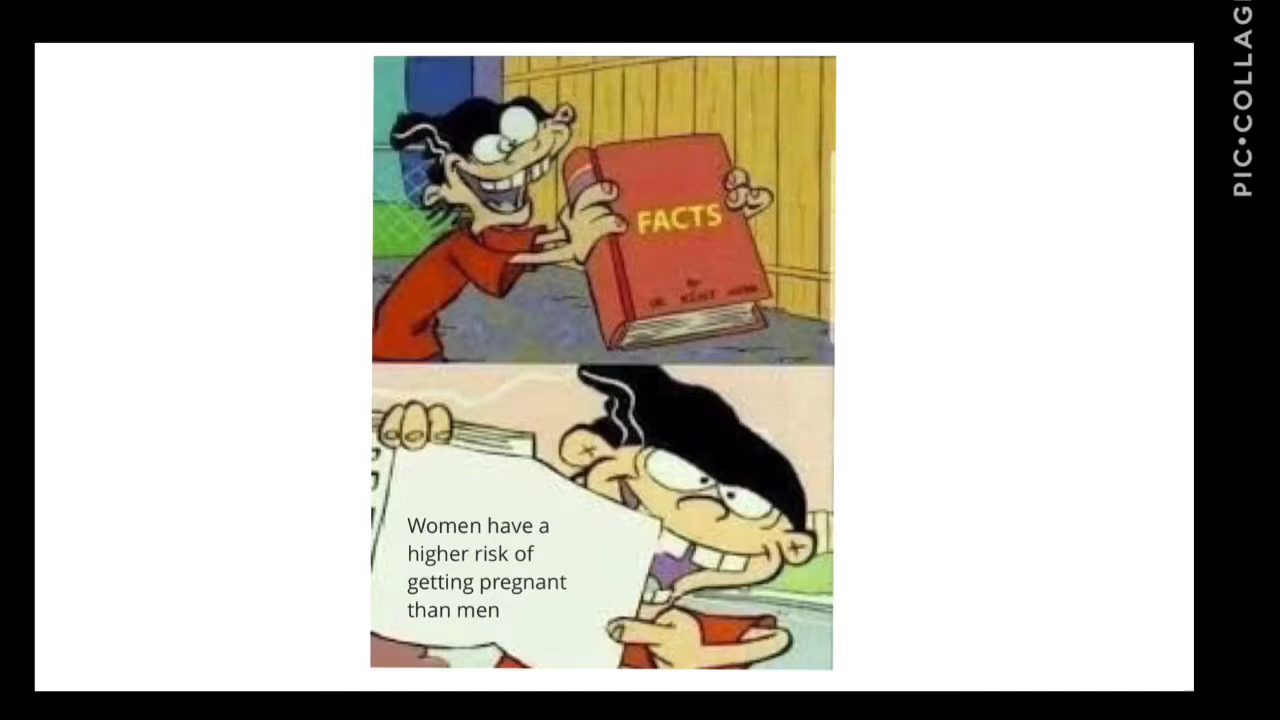 FACTS
Women have a
higher risk of
getting pregnant
than men
PIC•COLLAG